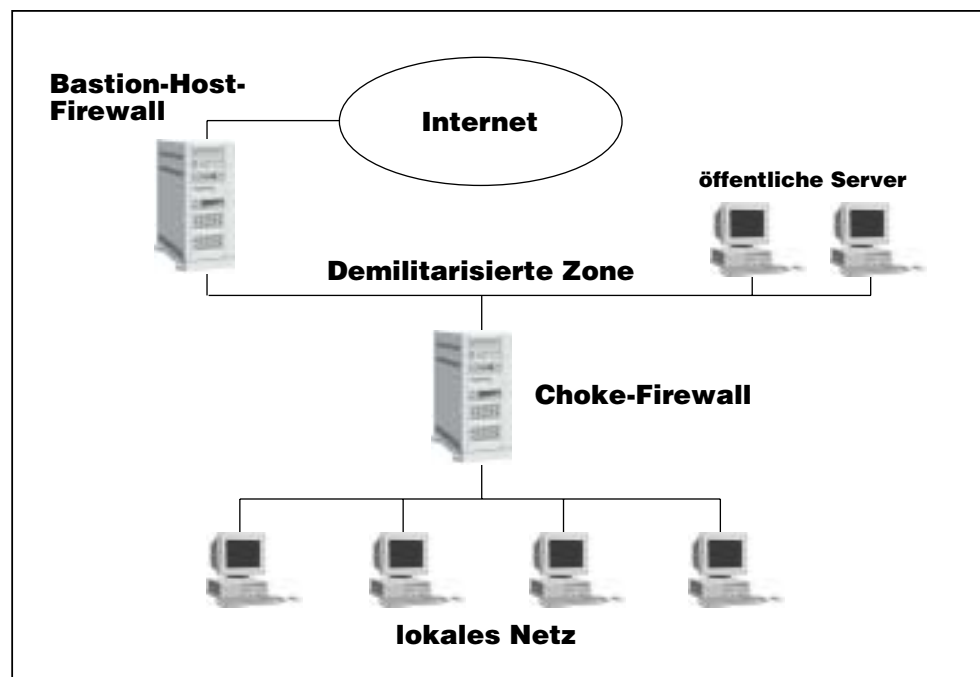 Bastion-Host-
Firewall
Internet
öffentliche Server
Demilitarisierte Zone
Choke-Firewall
lokales Netz